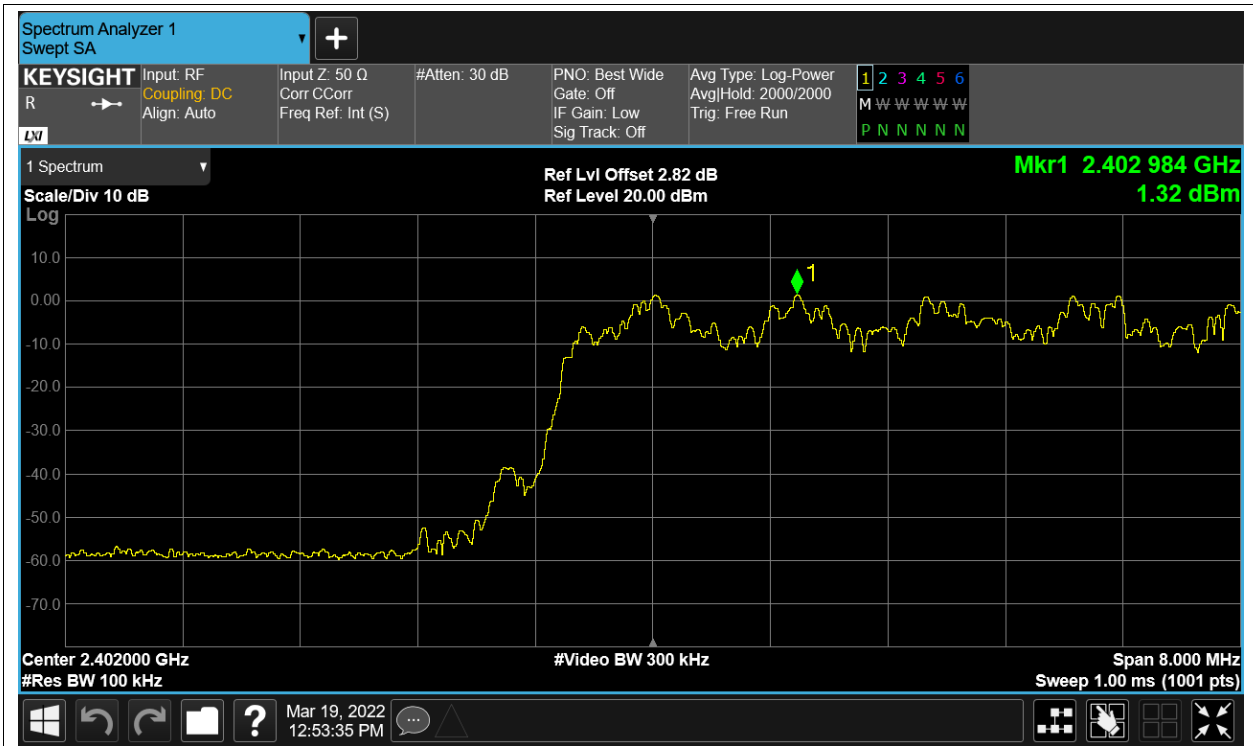 Spectrum Analyzer 1
Swept SA
KEYSIGHT
R
LXI
Input: RF
Coupling: DC
Align: Auto
Input Z: 50 Ω
Corr CCorr
Freq Ref: Int (S)
#Atten: 30 dB
PNO: Best Wide
Gate: Off
IF Gain: Low
Sig Track: Off
Avg Type: Log-Power
Avg|Hold: 2000/2000
Trig: Free Run
1 2 3 4 5 6
M W W W W W
P N N N N N
1 Spectrum
Scale/Div 10 dB
Log
Ref Lvl Offset 2.82 dB
Ref Level 20.00 dBm
Mkr1 2.402 984 GHz
1.32 dBm
1
10.0
0.00
-10.0
-20.0
-30.0
-40.0
-50.0
-60.0
-70.0
Center 2.402000 GHz
#Res BW 100 kHz
#Video BW 300 kHz
Span 8.000 MHz
Sweep 1.00 ms (1001 pts)
?
Mar 19, 2022
12:53:35 PM